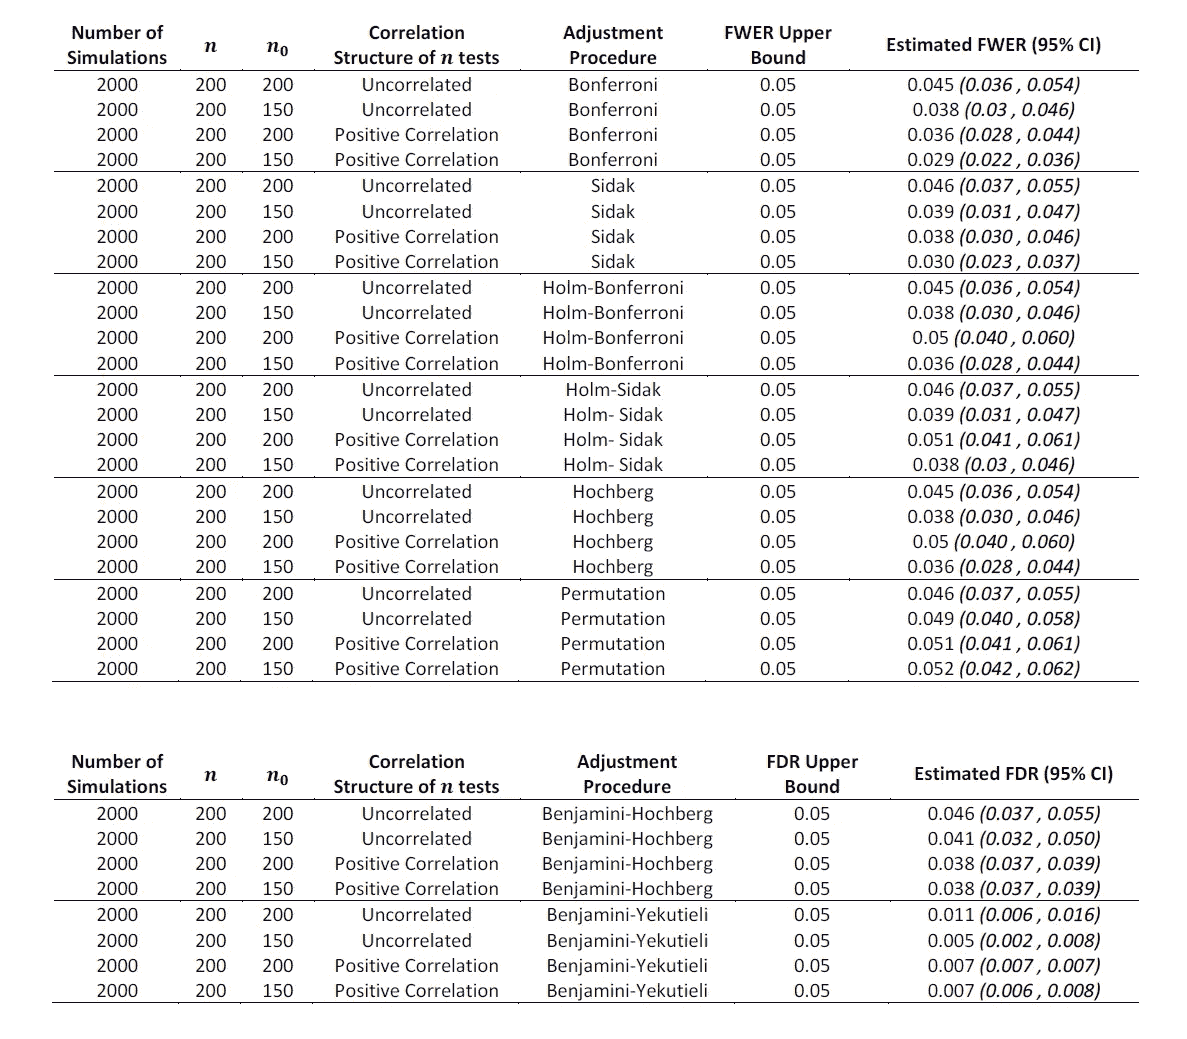 Number of Simulations n n₀ Correlation Structure of n tests Adjustment Procedure FWER Upper Bound Estimated FWER (95% CI)
2000 200 200 Uncorrelated Bonferroni 0.05 0.045 (0.036 , 0.054)
2000 200 150 Uncorrelated Bonferroni 0.05 0.038 (0.03 , 0.046)
2000 200 200 Positive Correlation Bonferroni 0.05 0.036 (0.028 , 0.044)
2000 200 150 Positive Correlation Bonferroni 0.05 0.029 (0.022 , 0.036)
2000 200 200 Uncorrelated Sidak 0.05 0.046 (0.037 , 0.055)
2000 200 150 Uncorrelated Sidak 0.05 0.039 (0.031 , 0.047)
2000 200 200 Positive Correlation Sidak 0.05 0.038 (0.030 , 0.046)
2000 200 150 Positive Correlation Sidak 0.05 0.030 (0.023 , 0.037)
2000 200 200 Uncorrelated Holm-Bonferroni 0.05 0.045 (0.036 , 0.054)
2000 200 150 Uncorrelated Holm-Bonferroni 0.05 0.038 (0.030 , 0.046)
2000 200 200 Positive Correlation Holm-Bonferroni 0.05 0.05 (0.040 , 0.060)
2000 200 150 Positive Correlation Holm-Bonferroni 0.05 0.036 (0.028 , 0.044)
2000 200 200 Uncorrelated Holm-Sidak 0.05 0.046 (0.037 , 0.055)
2000 200 150 Uncorrelated Holm- Sidak 0.05 0.039 (0.031 , 0.047)
2000 200 200 Positive Correlation Holm- Sidak 0.05 0.051 (0.041 , 0.061)
2000 200 150 Positive Correlation Holm- Sidak 0.05 0.038 (0.03 , 0.046)
2000 200 200 Uncorrelated Hochberg 0.05 0.045 (0.036 , 0.054)
2000 200 150 Uncorrelated Hochberg 0.05 0.038 (0.030 , 0.046)
2000 200 200 Positive Correlation Hochberg 0.05 0.05 (0.040 , 0.060)
2000 200 150 Positive Correlation Hochberg 0.05 0.036 (0.028 , 0.044)
2000 200 200 Uncorrelated Permutation 0.05 0.046 (0.037 , 0.055)
2000 200 150 Uncorrelated Permutation 0.05 0.049 (0.040 , 0.058)
2000 200 200 Positive Correlation Permutation 0.05 0.051 (0.041 , 0.061)
2000 200 150 Positive Correlation Permutation 0.05 0.052 (0.042 , 0.062)
Number of Simulations n n₀ Correlation Structure of n tests Adjustment Procedure FDR Upper Bound Estimated FDR (95% CI)
2000 200 200 Uncorrelated Benjamini-Hochberg 0.05 0.046 (0.037 , 0.055)
2000 200 150 Uncorrelated Benjamini-Hochberg 0.05 0.041 (0.032 , 0.050)
2000 200 200 Positive Correlation Benjamini-Hochberg 0.05 0.038 (0.037 , 0.039)
2000 200 150 Positive Correlation Benjamini-Hochberg 0.05 0.038 (0.037 , 0.039)
2000 200 200 Uncorrelated Benjamini-Yekutieli 0.05 0.011 (0.006 , 0.016)
2000 200 150 Uncorrelated Benjamini-Yekutieli 0.05 0.005 (0.002 , 0.008)
2000 200 200 Positive Correlation Benjamini-Yekutieli 0.05 0.007 (0.007 , 0.007)
2000 200 150 Positive Correlation Benjamini-Yekutieli 0.05 0.007 (0.006 , 0.008)